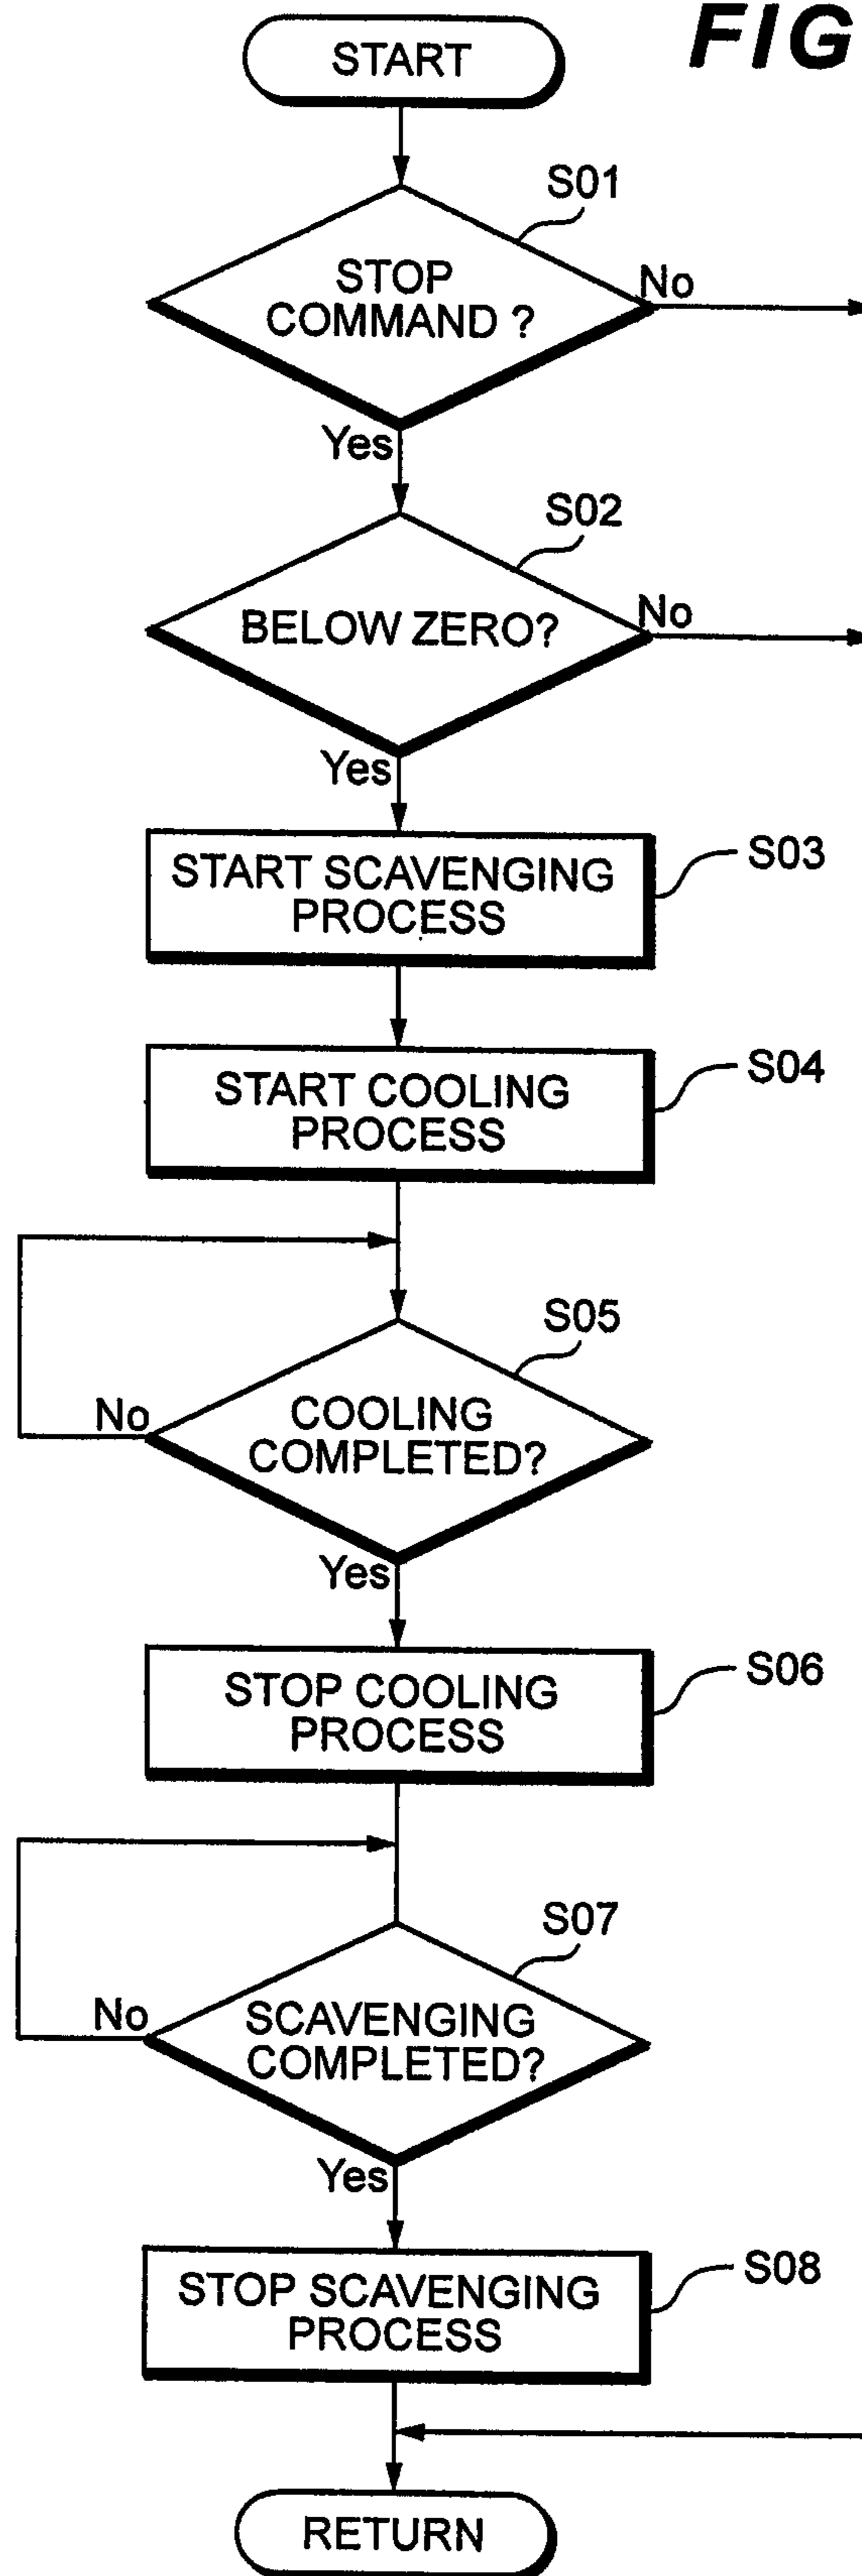 FIG
START
S01
STOP
COMMAND ?
No
Yes
S02
BELOW ZERO?
No
Yes
START SCAVENGING
PROCESS
S03
START COOLING
PROCESS
S04
S05
COOLING
COMPLETED?
No
Yes
STOP COOLING
PROCESS
S06
S07
SCAVENGING
COMPLETED?
No
Yes
STOP SCAVENGING
PROCESS
S08
RETURN